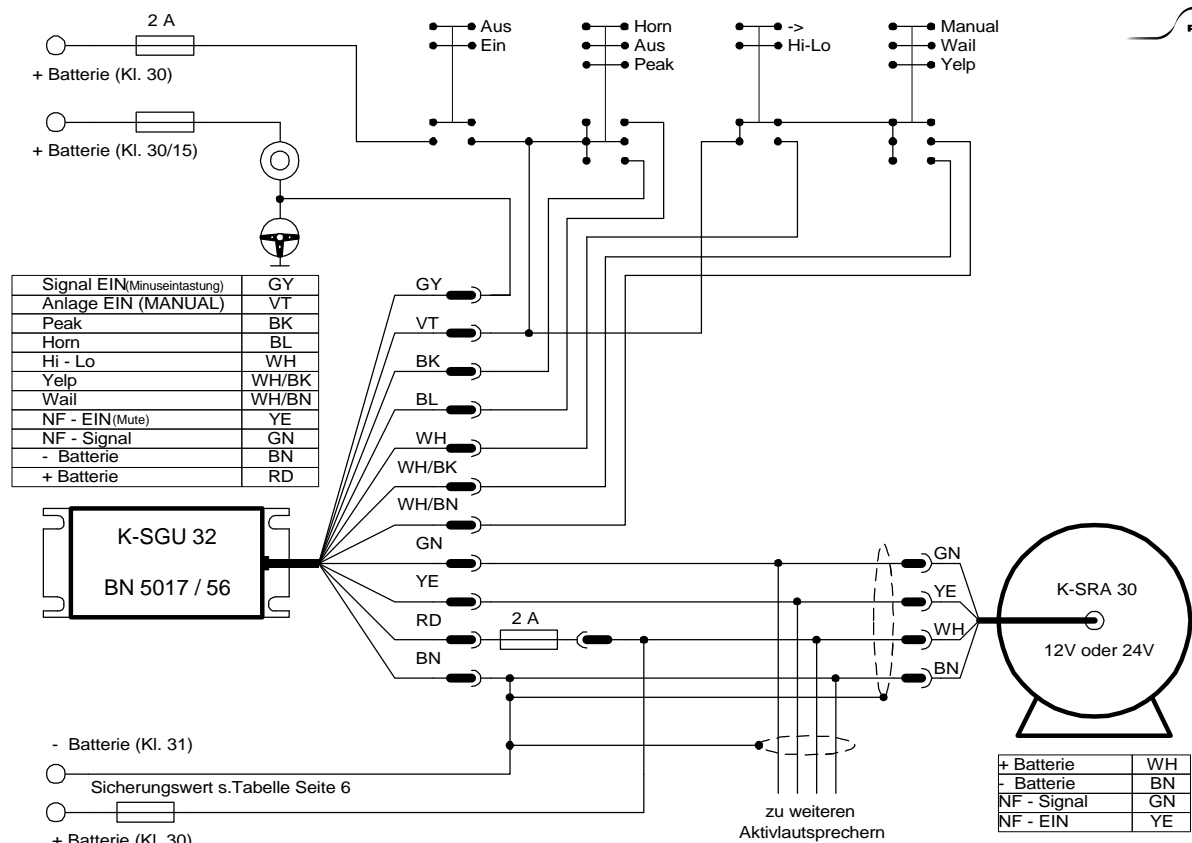 2 A
+ Batterie (Kl. 30)
+ Batterie (Kl. 30/15)
Aus
Ein
Horn
Aus
Peak
->
Hi-Lo
Manual
Wail
Yelp
Signal EIN(Minuseintastung) GY
Anlage EIN (MANUAL) VT
Peak BK
Horn BL
Hi - Lo WH
Yelp WH/BK
Wail WH/BN
NF - EIN(Mute) YE
NF - Signal GN
- Batterie BN
+ Batterie RD
GY
VT
BK
BL
WH
WH/BK
WH/BN
GN
YE
RD
2 A
BN
K-SGU 32
BN 5017 / 56
GN
YE
WH
BN
K-SRA 30
12V oder 24V
- Batterie (Kl. 31)
Sicherungswert s.Tabelle Seite 6
+ Batterie (Kl. 30)
zu weiteren
Aktivlautsprechern
+ Batterie WH
- Batterie BN
NF - Signal GN
NF - EIN YE